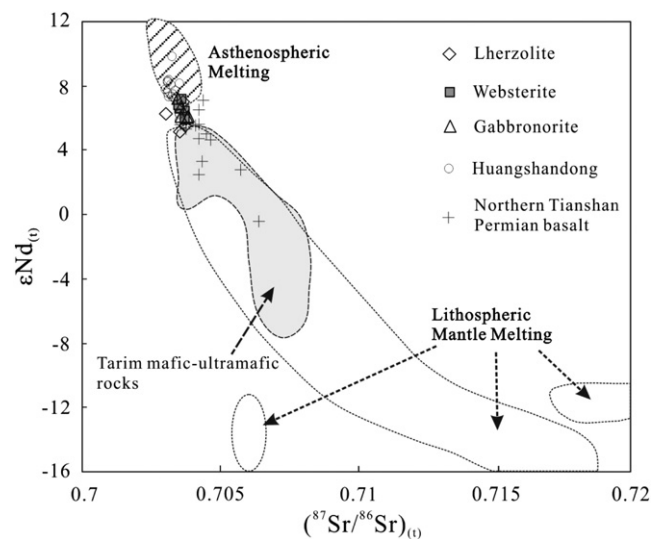 12
8
4
0
-4
-8
-12
-16
εNd(t)
Asthenospheric
Melting
Lherzolite
Websterite
Gabbronorite
Huangshandong
Northern Tianshan
Permian basalt
Lithospheric
Mantle Melting
Tarim mafic-ultramafic
rocks
0.7
0.705
0.71
0.715
0.72
(⁸⁷Sr/⁸⁶Sr)(t)